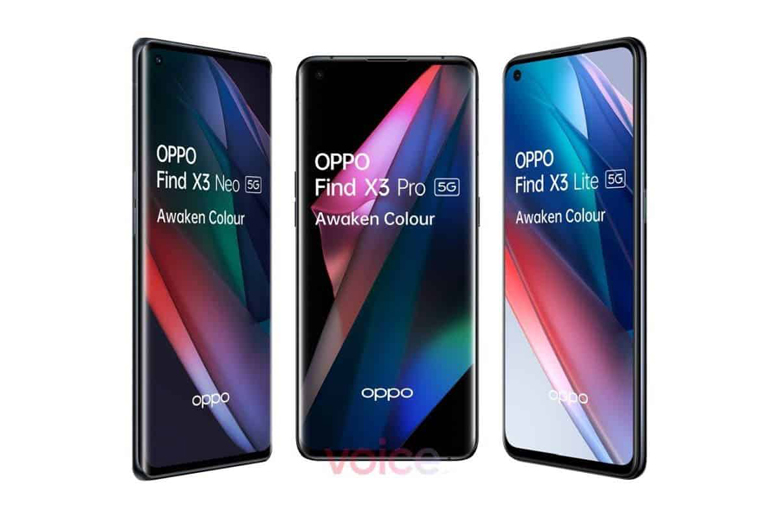 OPPO
Find X3 Neo 5G
Awaken Colour
oppo
OPPO
Find X3 Pro 5G
Awaken Colour
oppo
OPPO
Find X3 Lite 5G
Awaken Colour
oppo
voice